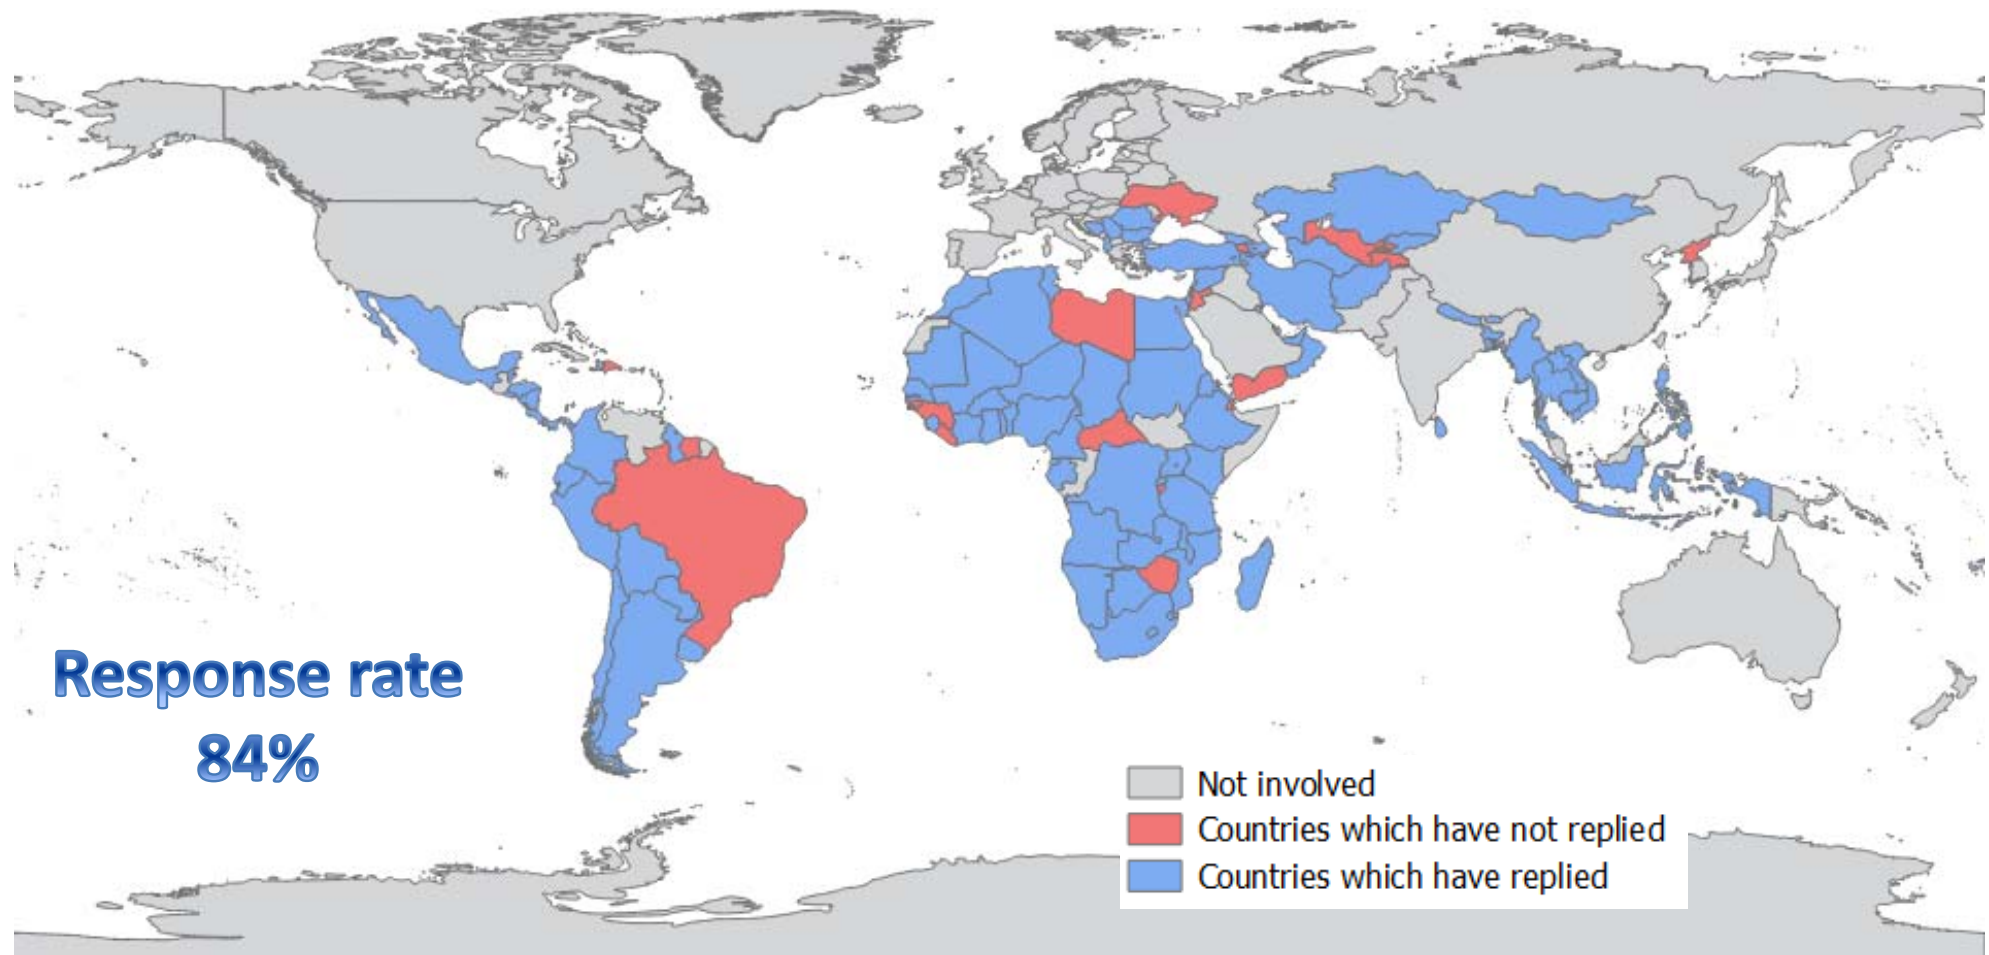 Response rate
84%
Not involved
Countries which have not replied
Countries which have replied